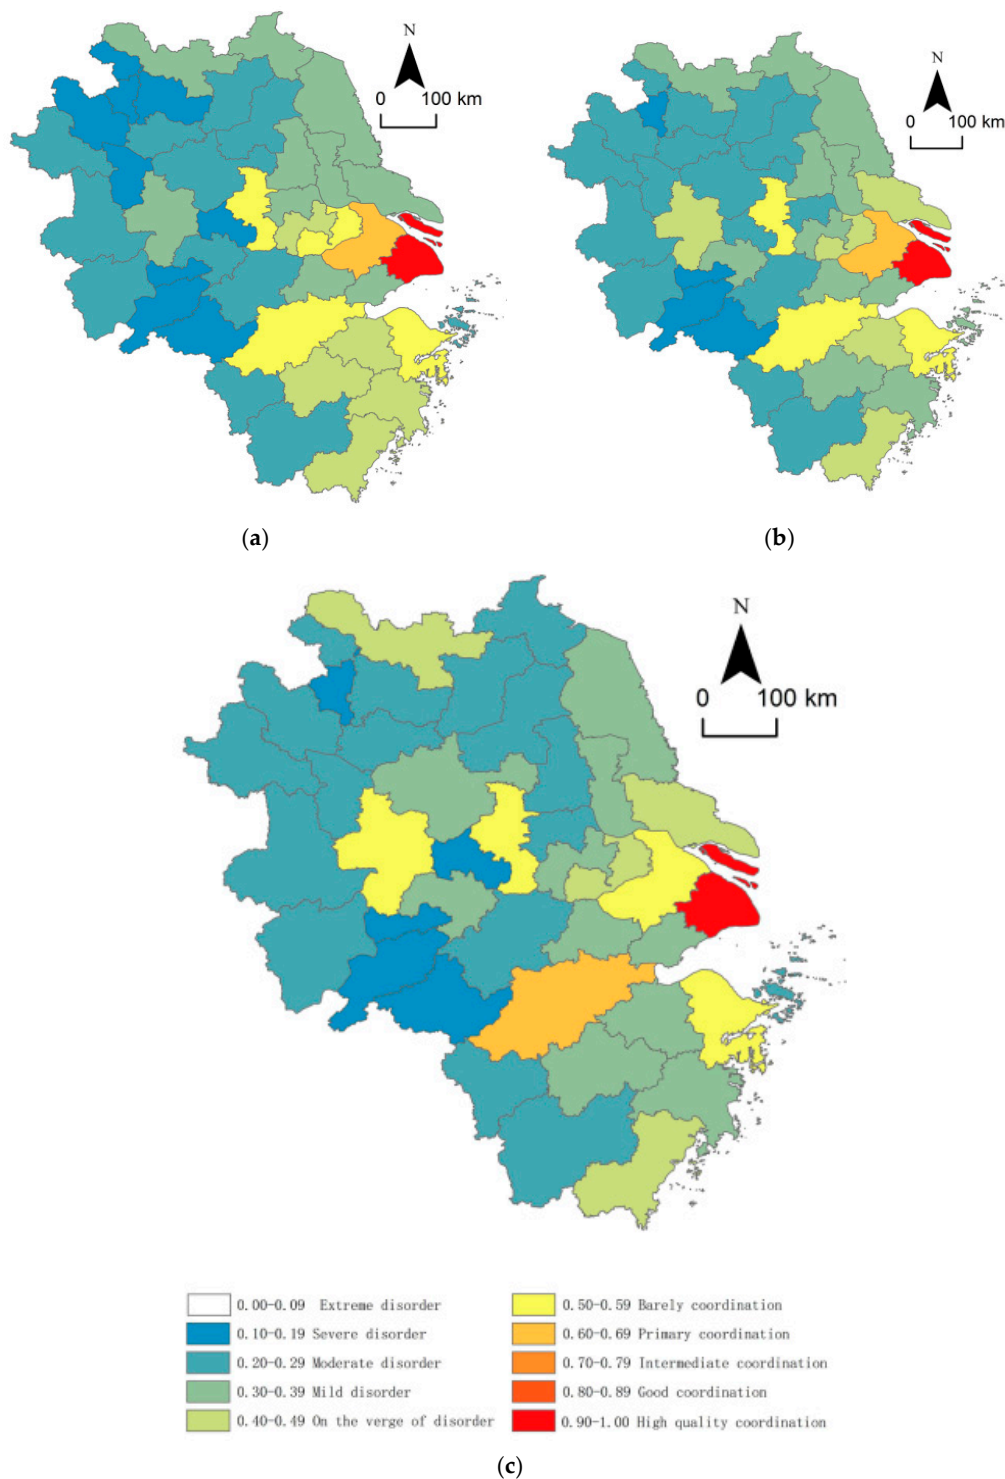 N
0 100 km
N
0 100 km
(a)
(b)
N
0 100 km
0.00-0.09 Extreme disorder
0.10-0.19 Severe disorder
0.20-0.29 Moderate disorder
0.30-0.39 Mild disorder
0.40-0.49 On the verge of disorder
0.50-0.59 Barely coordination
0.60-0.69 Primary coordination
0.70-0.79 Intermediate coordination
0.80-0.89 Good coordination
0.90-1.00 High quality coordination
(c)